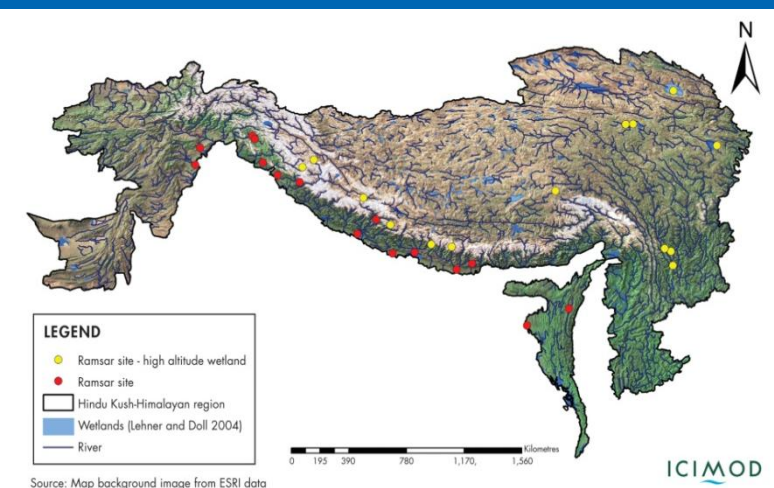 N
LEGEND
Ramsar site - high altitude wetland
Ramsar site
Hindu Kush-Himalayan region
Wetlands (Lehner and Doll 2004)
River
Kilometres
0 195 390 780 1,170, 1,560
ICIMOD
Source: Map background image from ESRI data